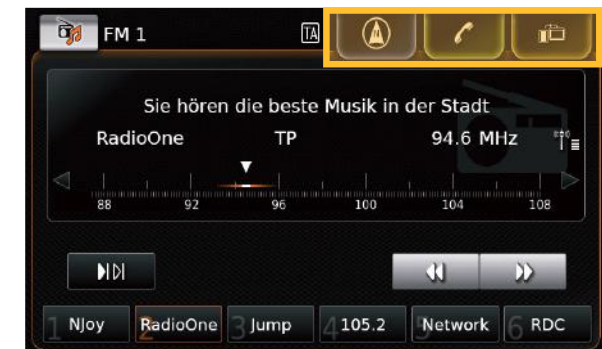 FM 1 TA
Sie hören die beste Musik in der Stadt
RadioOne TP 94.6 MHz
88 92 96 100 104 108
1 NJoy 2 RadioOne 3 Jump 4 105.2 5 Network 6 RDC